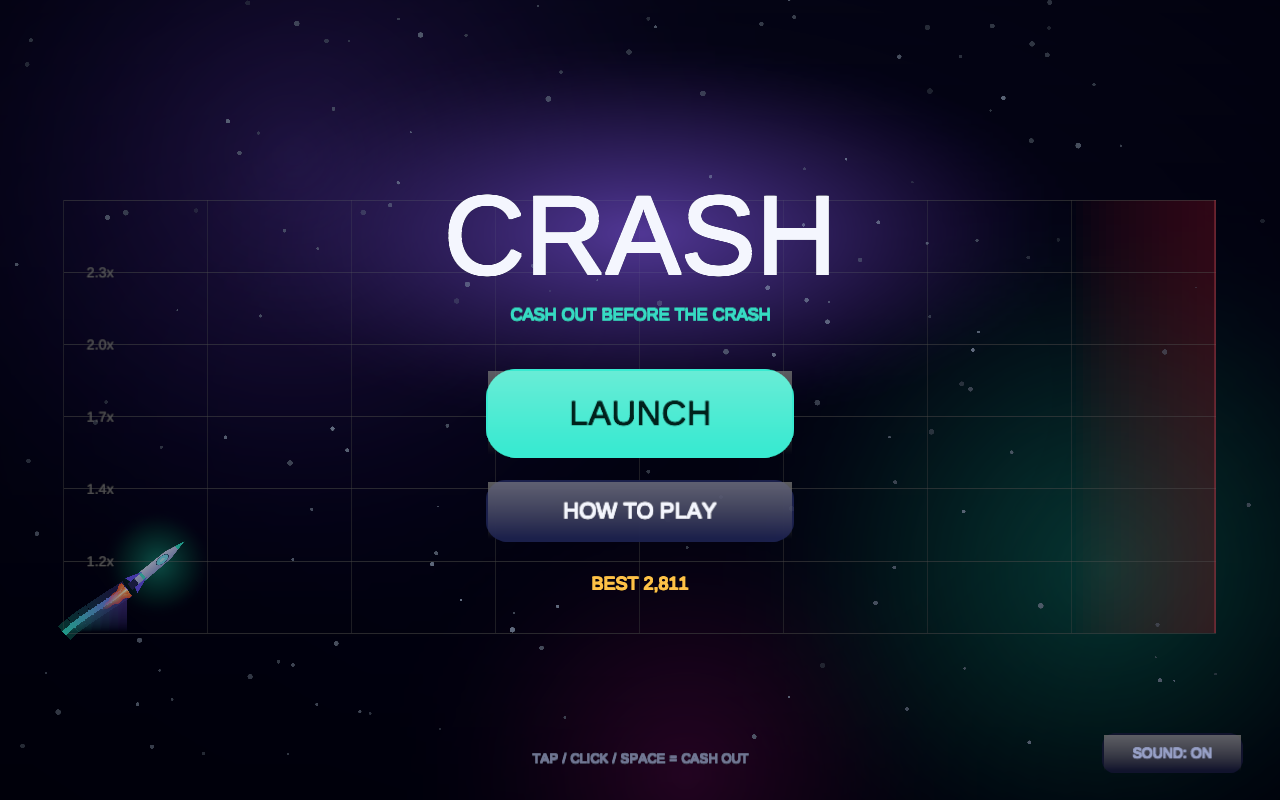 CRASH
CASH OUT BEFORE THE CRASH
2.3x
2.0x
1.7x
1.4x
1.2x
LAUNCH
HOW TO PLAY
BEST 2,811
TAP / CLICK / SPACE = CASH OUT
SOUND: ON